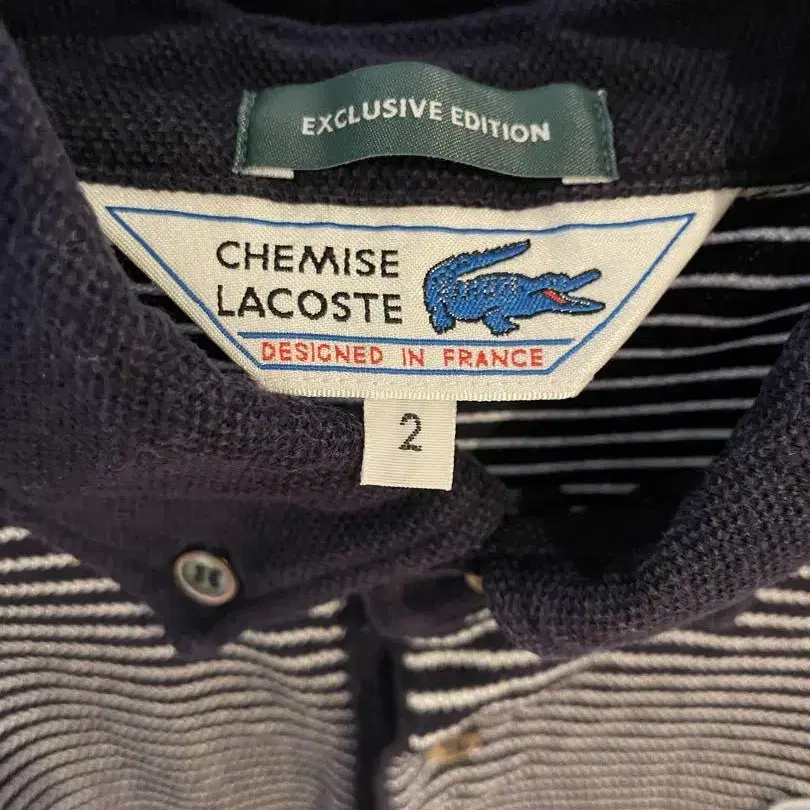 EXCLUSIVE EDITION
CHEMISE
LACOSTE
DESIGNED IN FRANCE
2